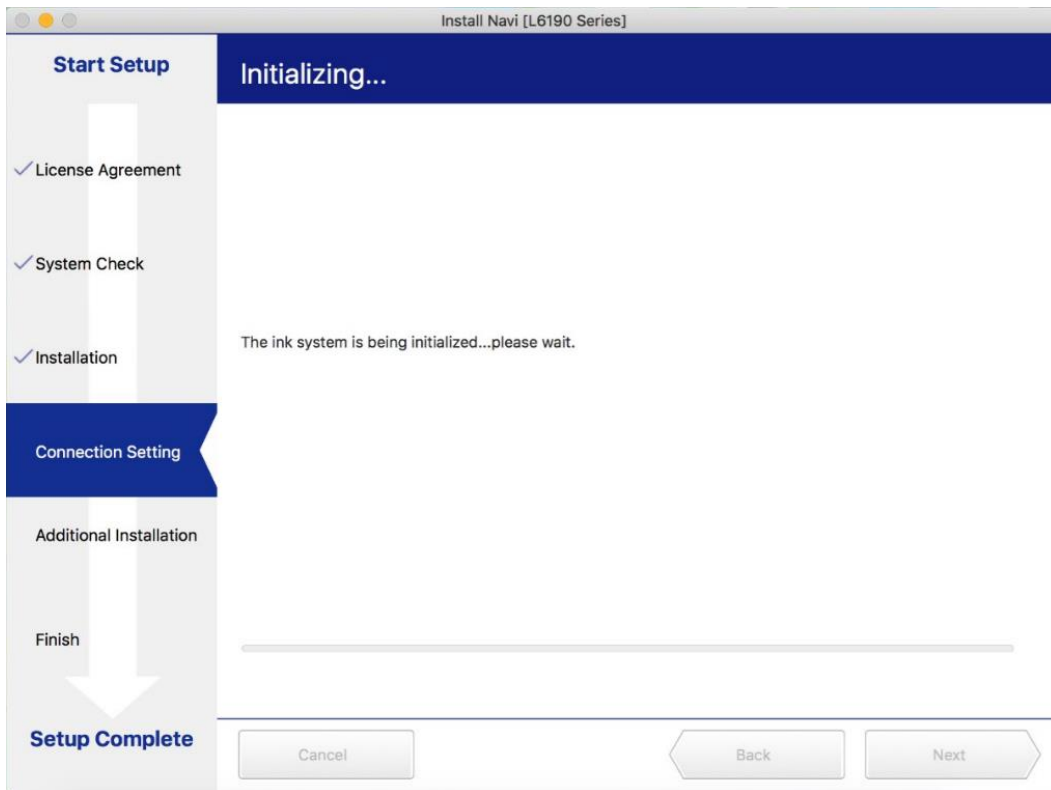 Install Navi [L6190 Series]
Start Setup
Initializing...
License Agreement
System Check
Installation
The ink system is being initialized...please wait.
Connection Setting
Additional Installation
Finish
Setup Complete
Cancel
Back
Next